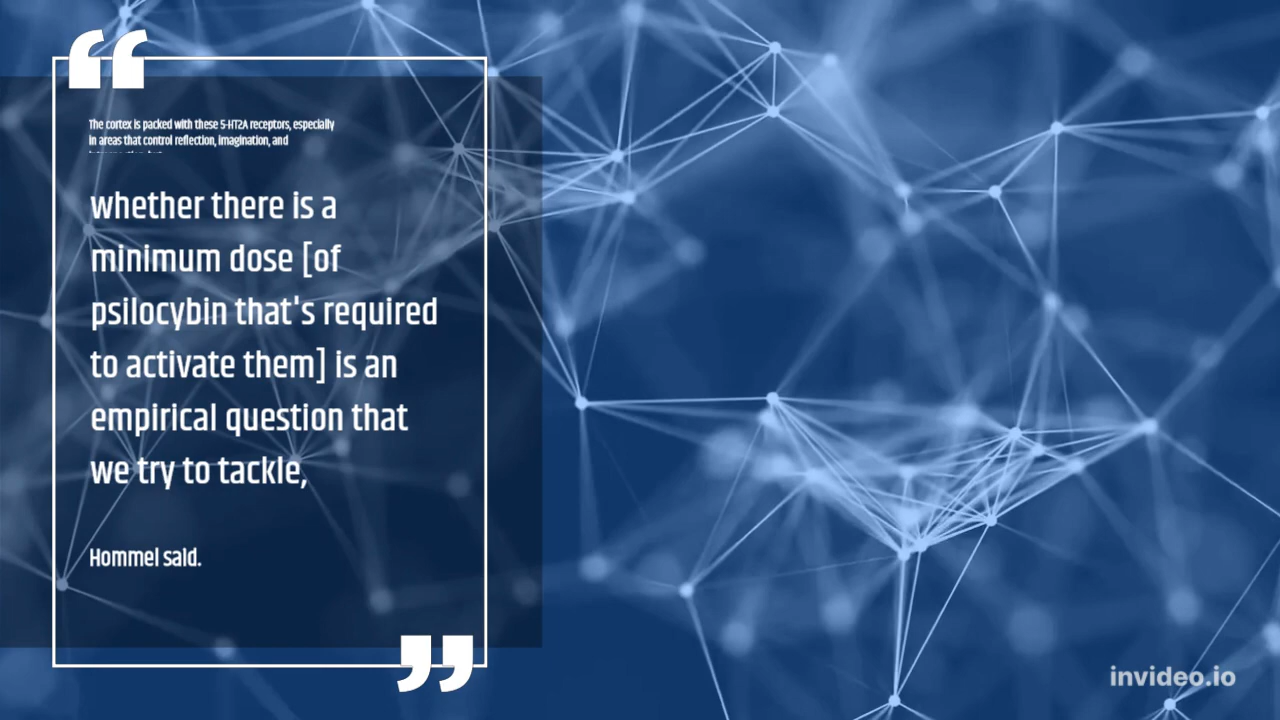 The cortex is packed with these 5-HT2A receptors, especially
in areas that control reflection, imagination, and
whether there is a
minimum dose [of
psilocybin that's required
to activate them] is an
empirical question that
we try to tackle,
Hommel said.
invideo.io